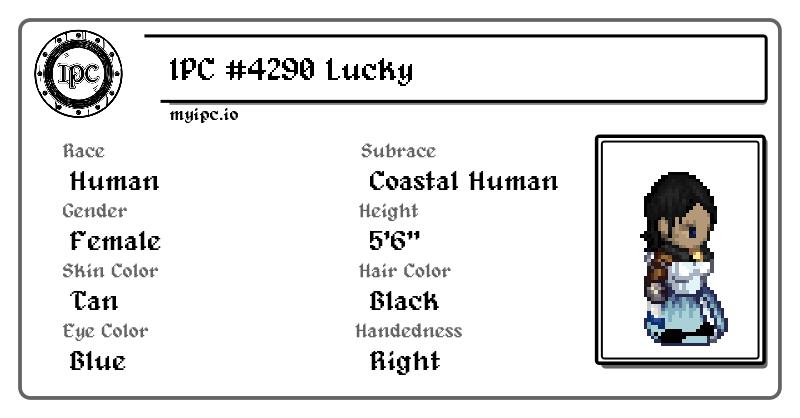 IPC
IPC #4290 Lucky
myipc.io
Race
Human
Subrace
Coastal Human
Gender
Female
Height
5'6"
Skin Color
Tan
Hair Color
Black
Eye Color
Blue
Handedness
Right